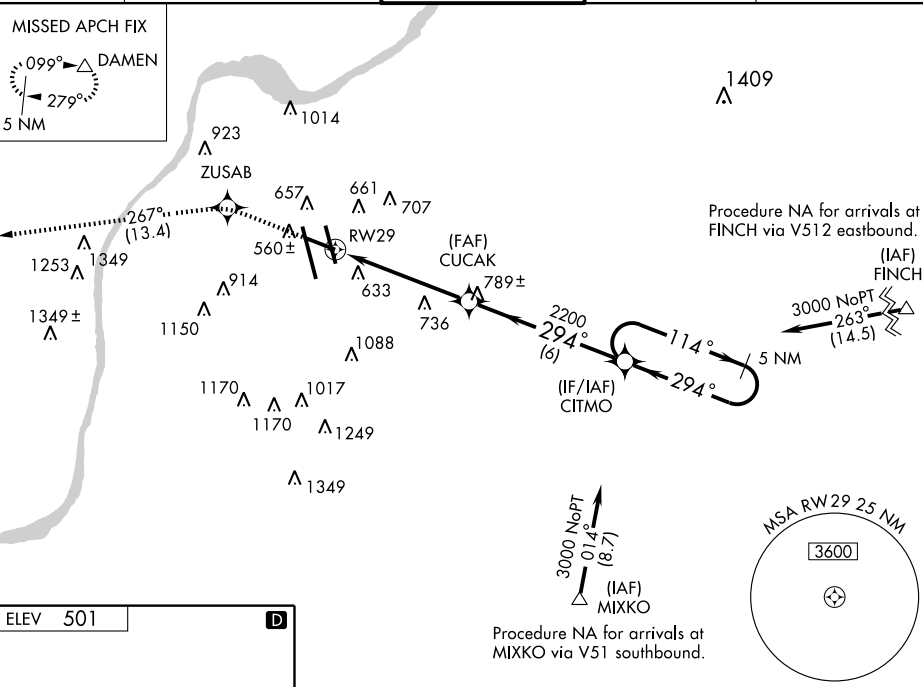 MISSED APCH FIX
099°
DAMEN
279°
5 NM
1409
1014
923
ZUSAB
657
661
707
267°
(13.4)
560±
RW29
Procedure NA for arrivals at
FINCH via V512 eastbound.
(IAF)
FINCH
(FAF)
CUCAK
1349
1253
914
633
789±
3000 NoPT
263°
(14.5)
1150
736
2200
294°
(6)
114°
5 NM
1349±
1088
294°
(IF/IAF)
CITMO
1170
1170
1017
1249
1349
MSA RW29 25 NM
3600
3000 NoPT
014°
(8.7)
(IAF)
MIXKO
Procedure NA for arrivals at
MIXKO via V51 southbound.
ELEV 501
D